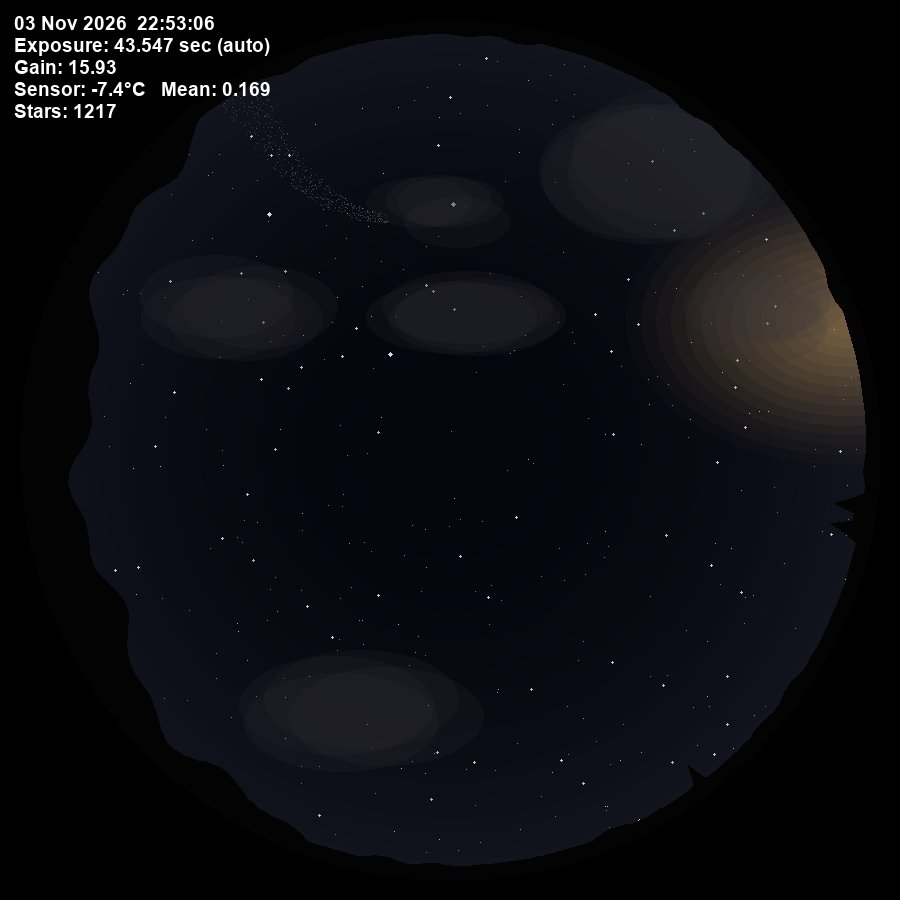 03 Nov 2026  22:53:06
Exposure: 43.547 sec (auto)
Gain: 15.93
Sensor: -7.4°C   Mean: 0.169
Stars: 1217